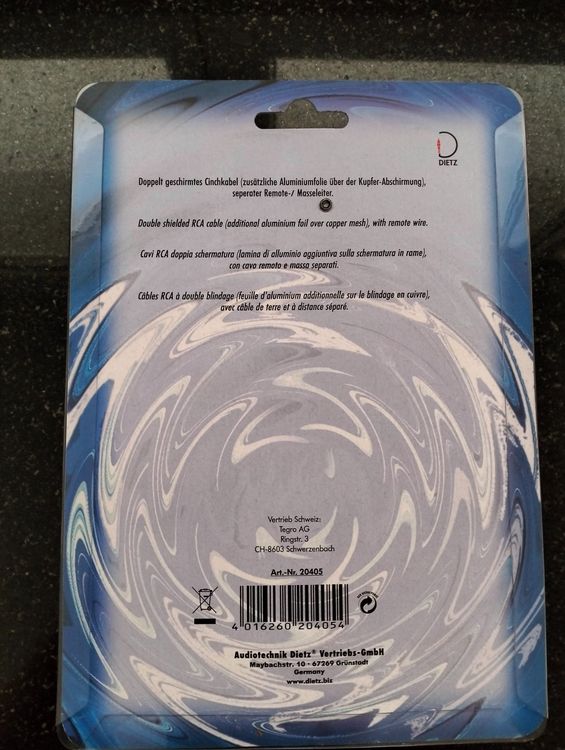 DIETZ
Doppelt geschirmtes Cinchkabel (zusätzliche Aluminiumfolie über der Kupfer-Abschirmung),
seperater Remote-/ Masseleiter.
Double shielded RCA cable (additional aluminium foil over copper mesh), with remote wire.
Cavi RCA doppia schermatura (lamina di alluminio aggiuntiva sulla schermatura in rame),
con cavo remoto e massa separati.
Câbles RCA à double blindage (feuille d'aluminium additionnelle sur le blindage en cuivre),
avec câble de terre et à distance séparé.
Vertrieb Schweiz:
Tegro AG
Ringstr. 3
CH-8603 Schwerzenbach
Art.-Nr. 20405
4 016260 204054
Audiotechnik Dietz® Vertriebs-GmbH
Maybachstr. 10 · 67269 Grünstadt
Germany
www.dietz.biz